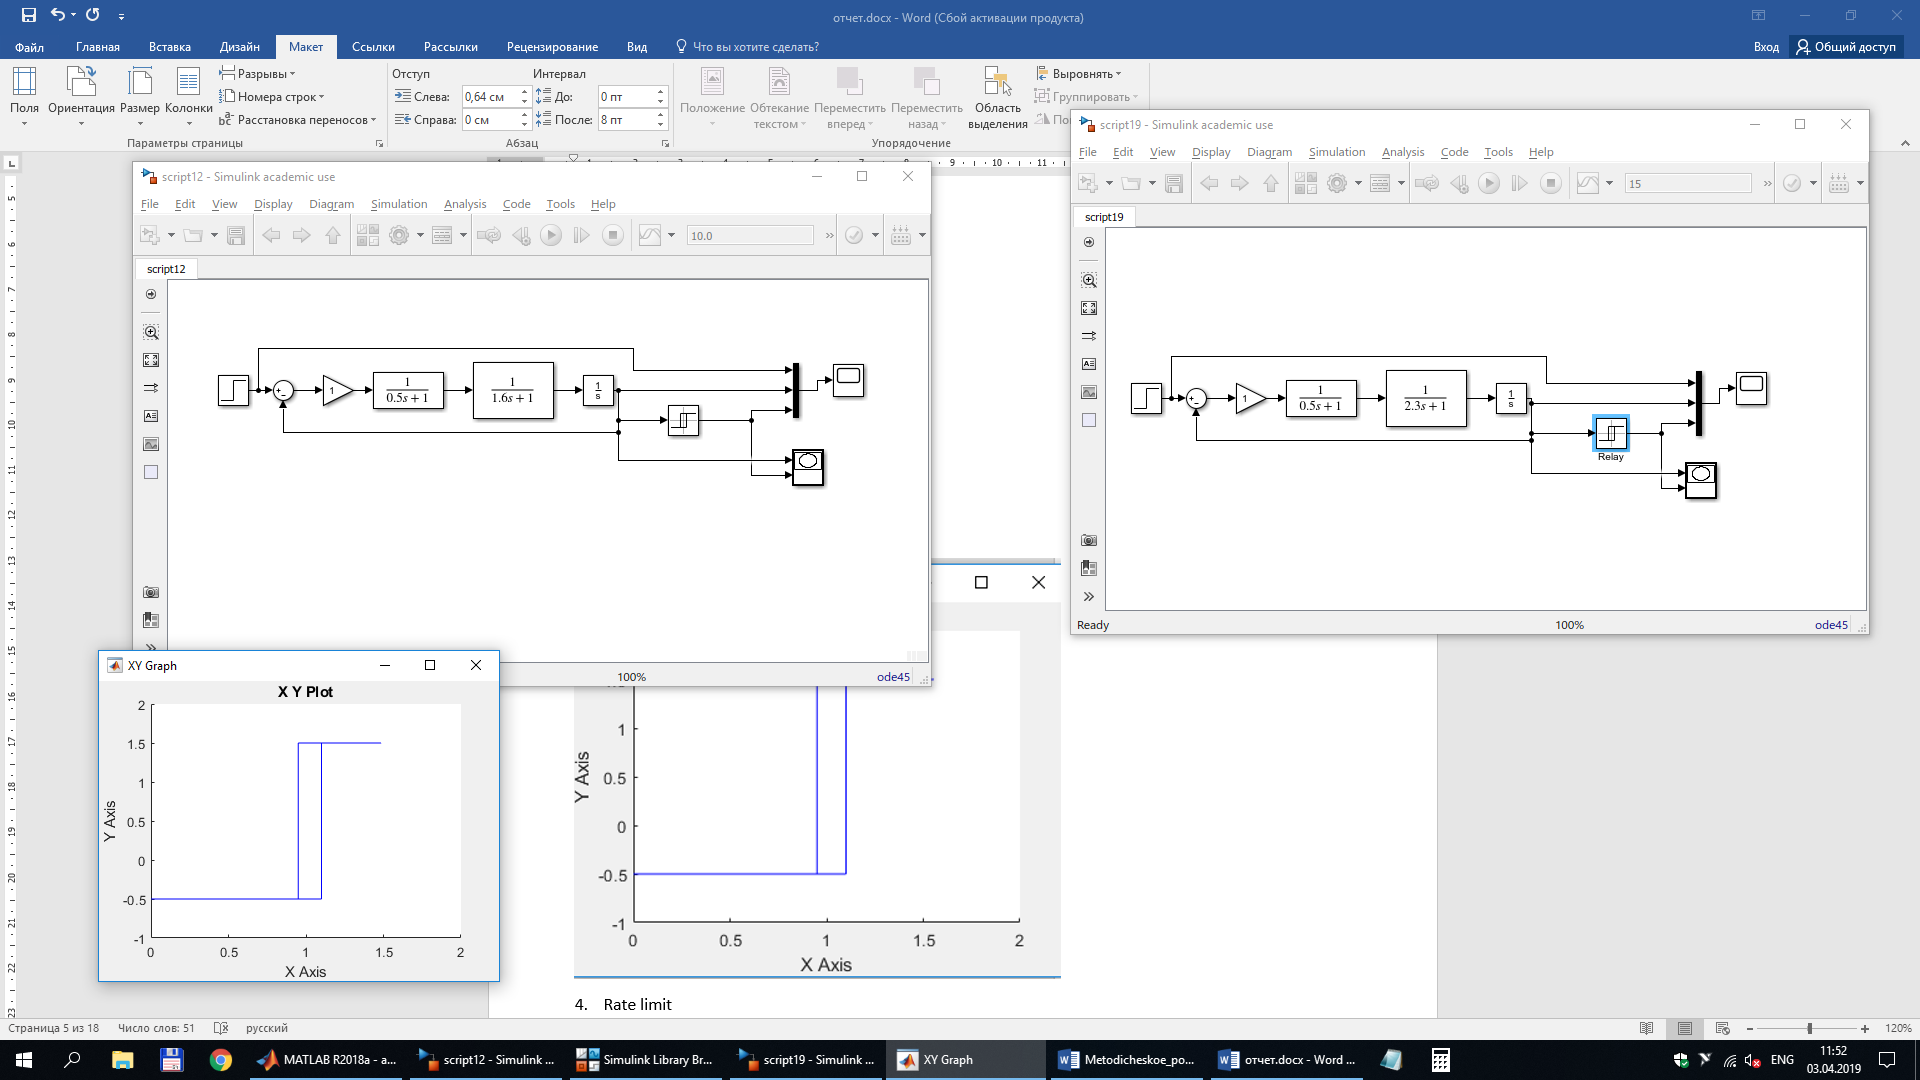 отчет.docx - Word (Сбой активации продукта)
Файл Главная Вставка Дизайн Макет Ссылки Рассылки Рецензирование Вид Что вы хотите сделать? Вход Общий доступ
Поля Ориентация Размер Колонки
Разрывы
Номера строк
Расстановка переносов
Параметры страницы
Отступ Интервал
Слева: 0,64 см До: 0 пт
Справа: 0 см После: 8 пт
Абзац
Положение Обтекание текстом Переместить вперед Переместить назад Область выделения
Выровнять
Группировать
Упорядочение
script12 - Simulink academic use
File Edit View Display Diagram Simulation Analysis Code Tools Help
10.0
script12
1
1
0.5s + 1
1
1.6s + 1
1
s
100% ode45
script19 - Simulink academic use
File Edit View Display Diagram Simulation Analysis Code Tools Help
15
script19
1
1
0.5s + 1
1
2.3s + 1
1
s
Relay
Ready 100% ode45
XY Graph
X Y Plot
2
1.5
1
0.5
0
-0.5
-1
0 0.5 1 1.5 2
Y Axis
X Axis
1
0.5
0
-0.5
-1
0 0.5 1 1.5 2
Y Axis
X Axis
4. Rate limit
Страница 5 из 18 Число слов: 51 русский 120%
MATLAB R2018a - a... script12 - Simulink ... Simulink Library Br... script19 - Simulink ... XY Graph Metodicheskoe_po... отчет.docx - Word ... ENG 11:52
03.04.2019